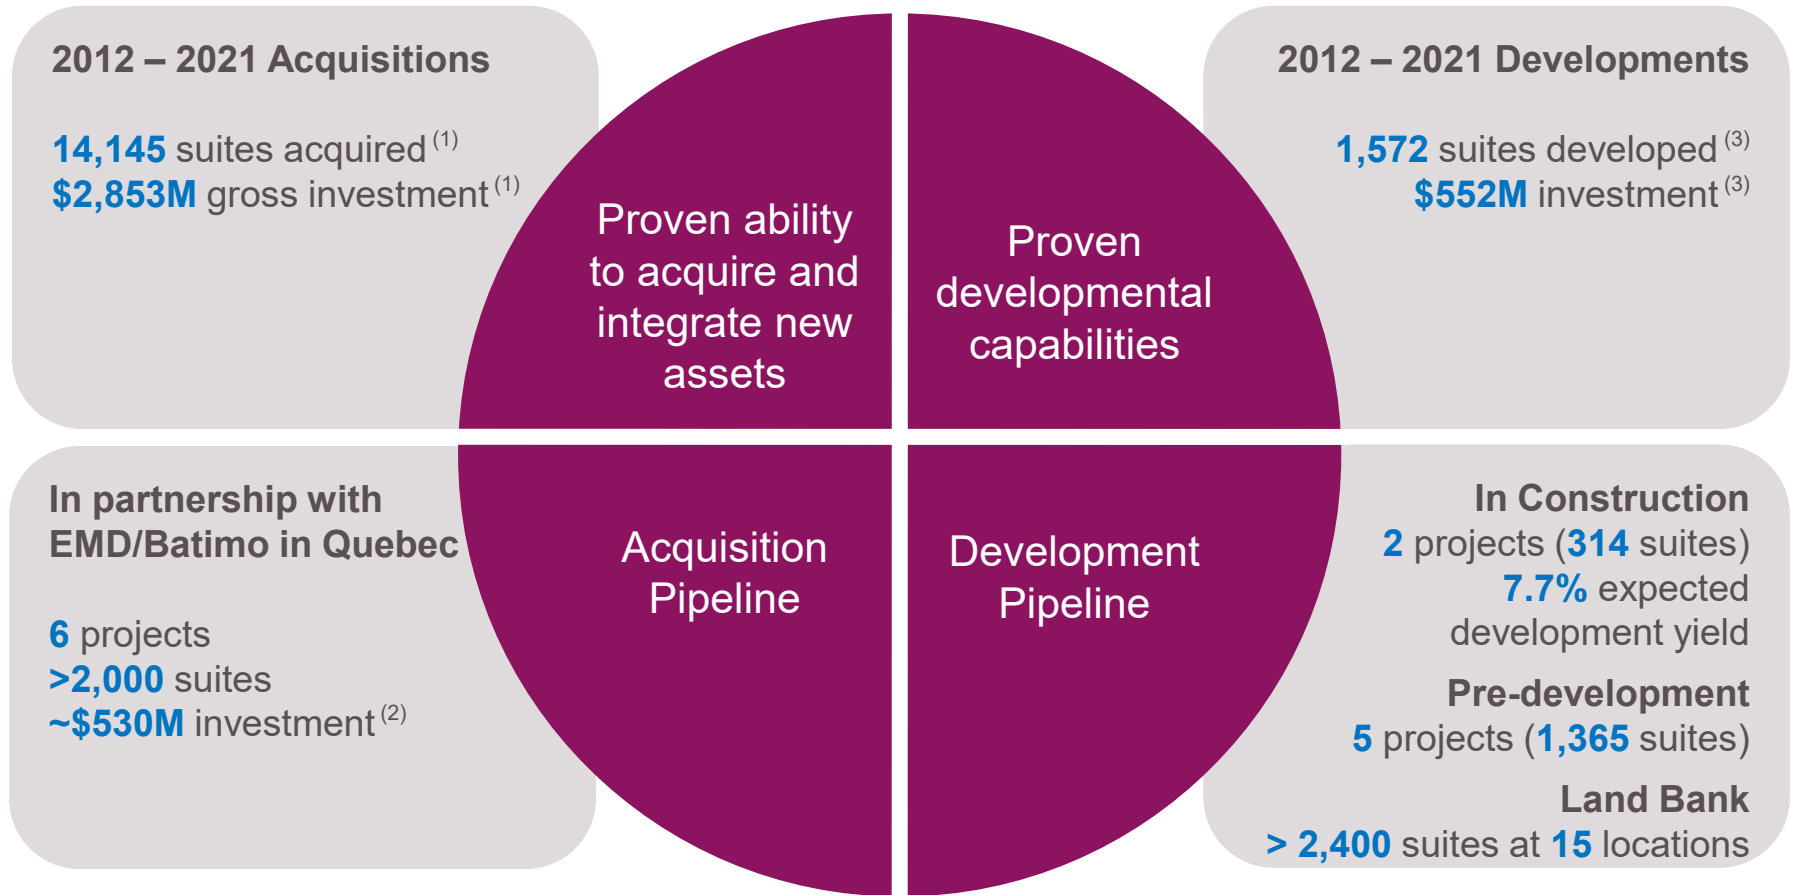 2012 – 2021 Acquisitions
14,145 suites acquired (1)
$2,853M gross investment (1)
Proven ability
to acquire and
integrate new
assets
Proven
developmental
capabilities
2012 – 2021 Developments
1,572 suites developed (3)
$552M investment (3)
In partnership with
EMD/Batimo in Quebec
6 projects
>2,000 suites
~$530M investment (2)
Acquisition
Pipeline
Development
Pipeline
In Construction
2 projects (314 suites)
7.7% expected
development yield
Pre-development
5 projects (1,365 suites)
Land Bank
> 2,400 suites at 15 locations